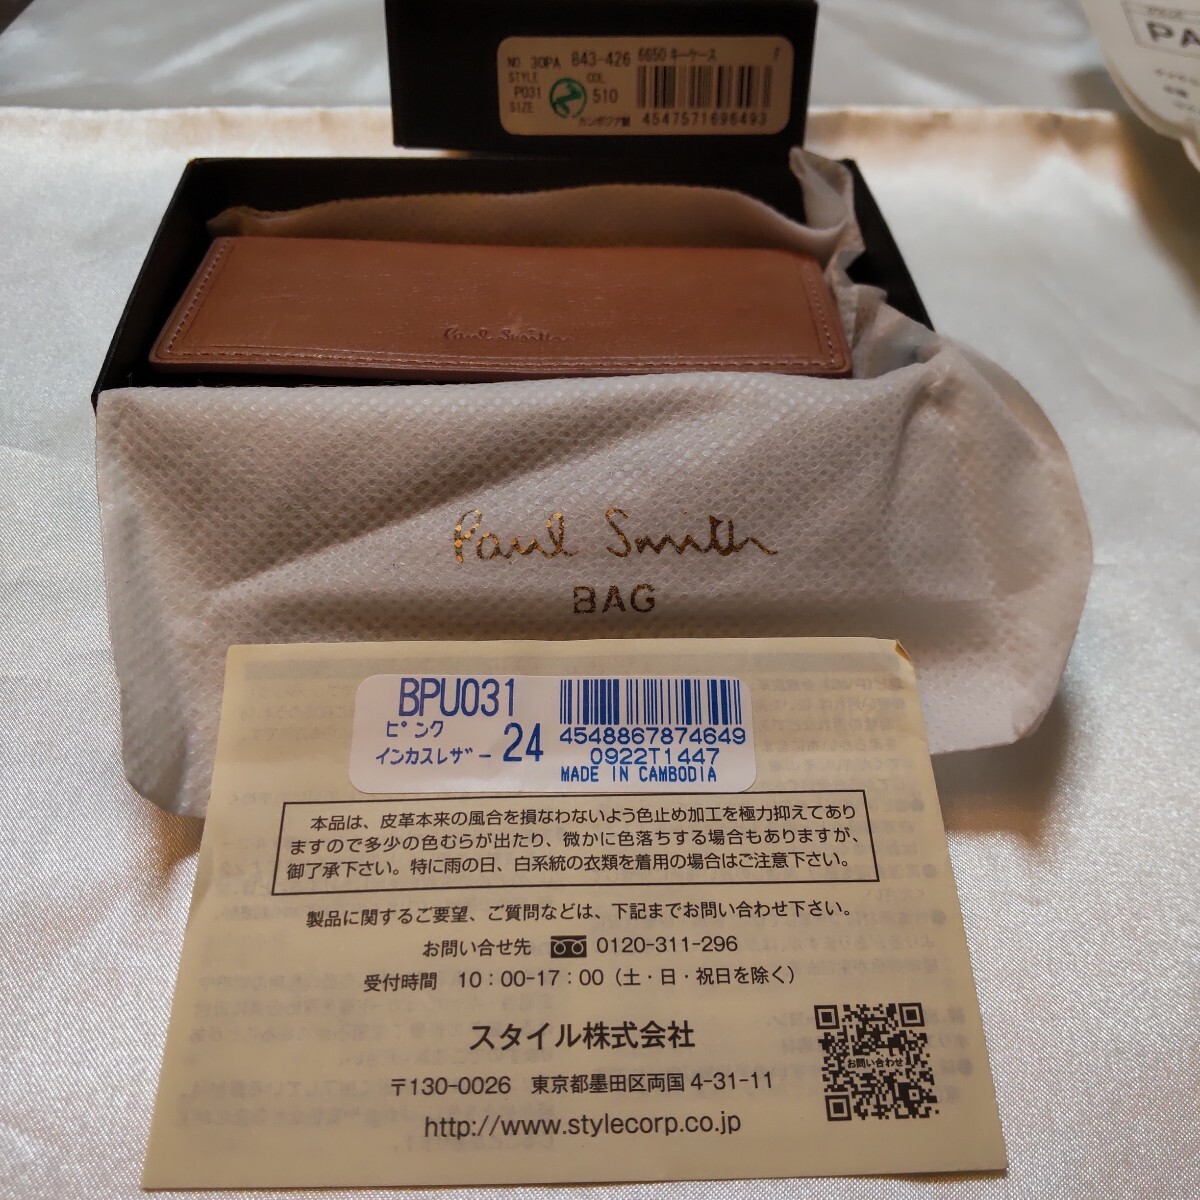 NO. 30PA 843-426 6650 キーケース F
STYLE COL
P031 510
SIZE
カンボジア製
4547571696493
PA
Paul Smith
Paul Smith
BAG
BPU031
ピンク
インカスレザー 24
4548867874649
0922T1447
MADE IN CAMBODIA
本品は、皮革本来の風合を損なわないよう色止め加工を極力抑えてあり
ますので多少の色むらが出たり、微かに色落ちする場合もありますが、
御了承下さい。特に雨の日、白系統の衣類を着用の場合はご注意下さい。
製品に関するご要望、ご質問などは、下記までお問い合わせ下さい。
お問い合せ先 0120-311-296
受付時間 10:00-17:00（土・日・祝日を除く）
スタイル株式会社
お問い合わせ
〒130-0026 東京都墨田区両国 4-31-11
http://www.stylecorp.co.jp